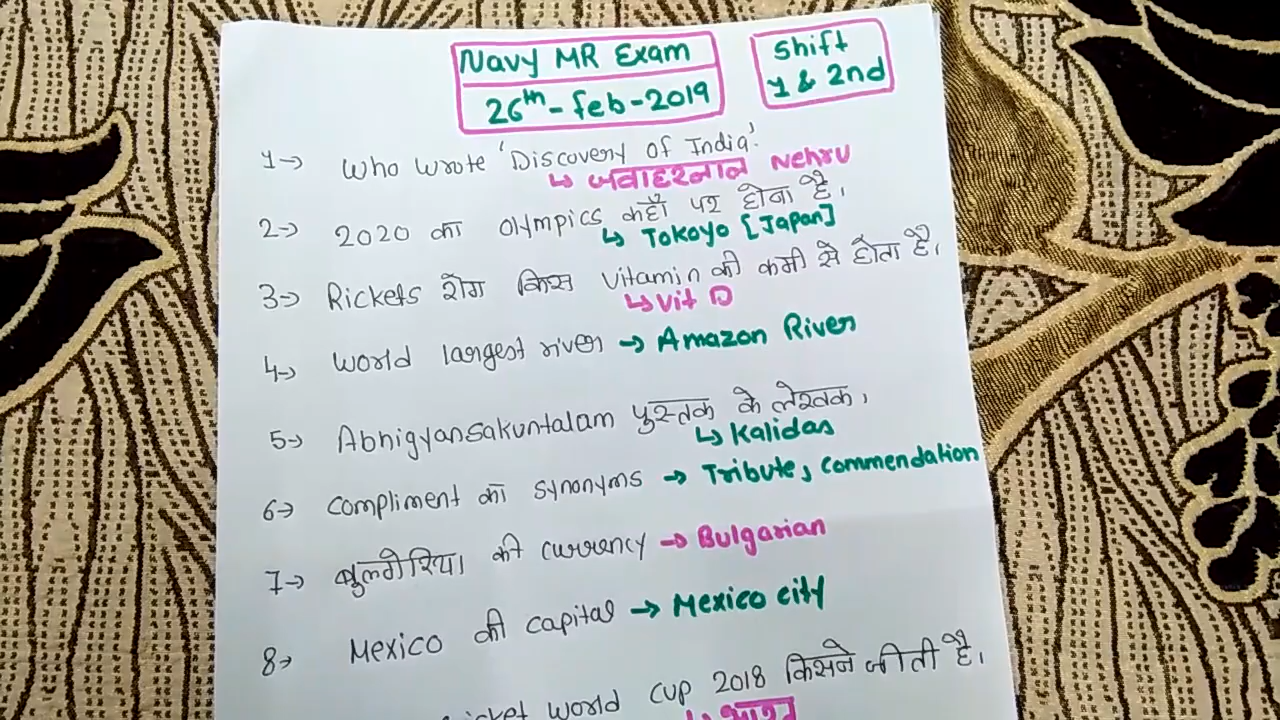 Navy MR Exam
26th-feb-2019
Shift
1 & 2nd
1→ Who wrote 'Discovery of India'.
↳ जवाहरलाल Nehru
2→ 2020 का Olympics कहाँ पर होना है।
↳ Tokoyo [Japan]
3→ Rickets रोग किस Vitamin की कमी से होता है।
↳ Vit D
4→ World largest river → Amazon River
5→ Abhigyansakuntalam पुस्तक के लेखक।
↳ Kalidas
6→ Compliment का synonyms → Tribute, commendation
7→ बुल्गेरिया की currency → Bulgarian
8→ Mexico की capital → Mexico city
world cup 2018 किसने जीती है।
↳ भारत